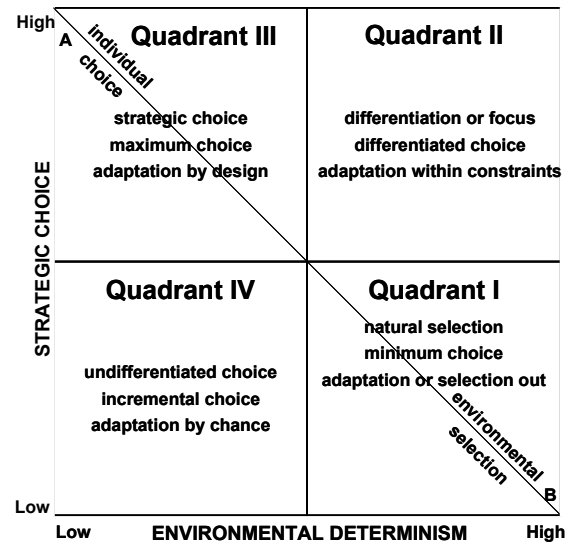 High
A
individual
choice
Quadrant III
strategic choice
maximum choice
adaptation by design
Quadrant II
differentiation or focus
differentiated choice
adaptation within constraints
STRATEGIC CHOICE
Quadrant IV
undifferentiated choice
incremental choice
adaptation by chance
Quadrant I
natural selection
minimum choice
adaptation or selection out
environmental
selection
B
Low
Low
ENVIRONMENTAL DETERMINISM
High